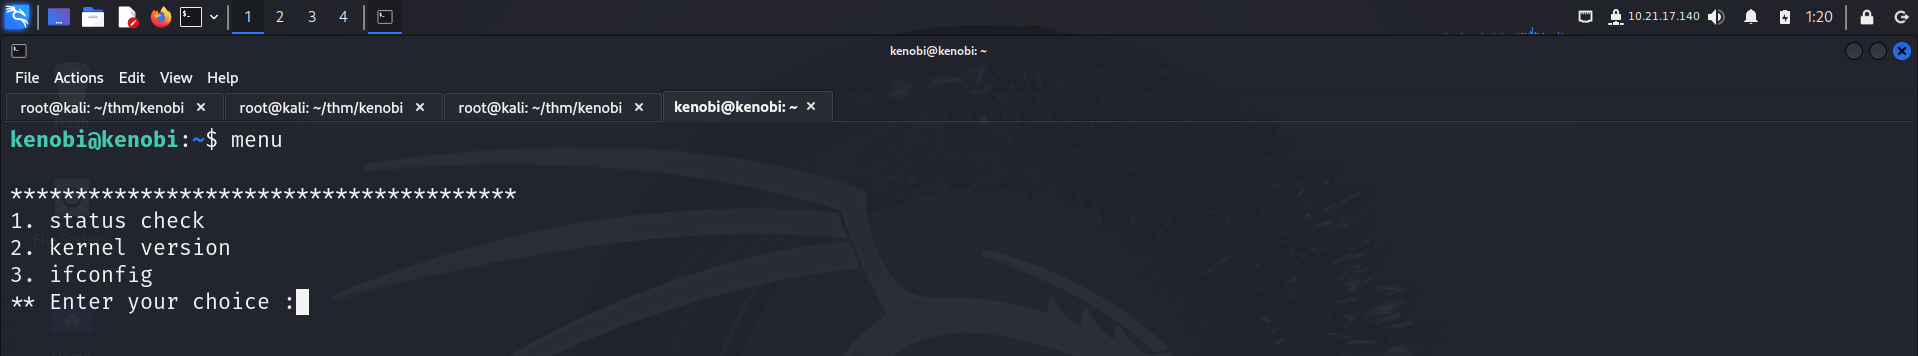 1 2 3 4 10.21.17.140 1:20
kenobi@kenobi: ~
File Actions Edit View Help
root@kali: ~/thm/kenobi × root@kali: ~/thm/kenobi × root@kali: ~/thm/kenobi × kenobi@kenobi: ~ ×
kenobi@kenobi:~$ menu
***************************************
1. status check
2. kernel version
3. ifconfig
** Enter your choice :